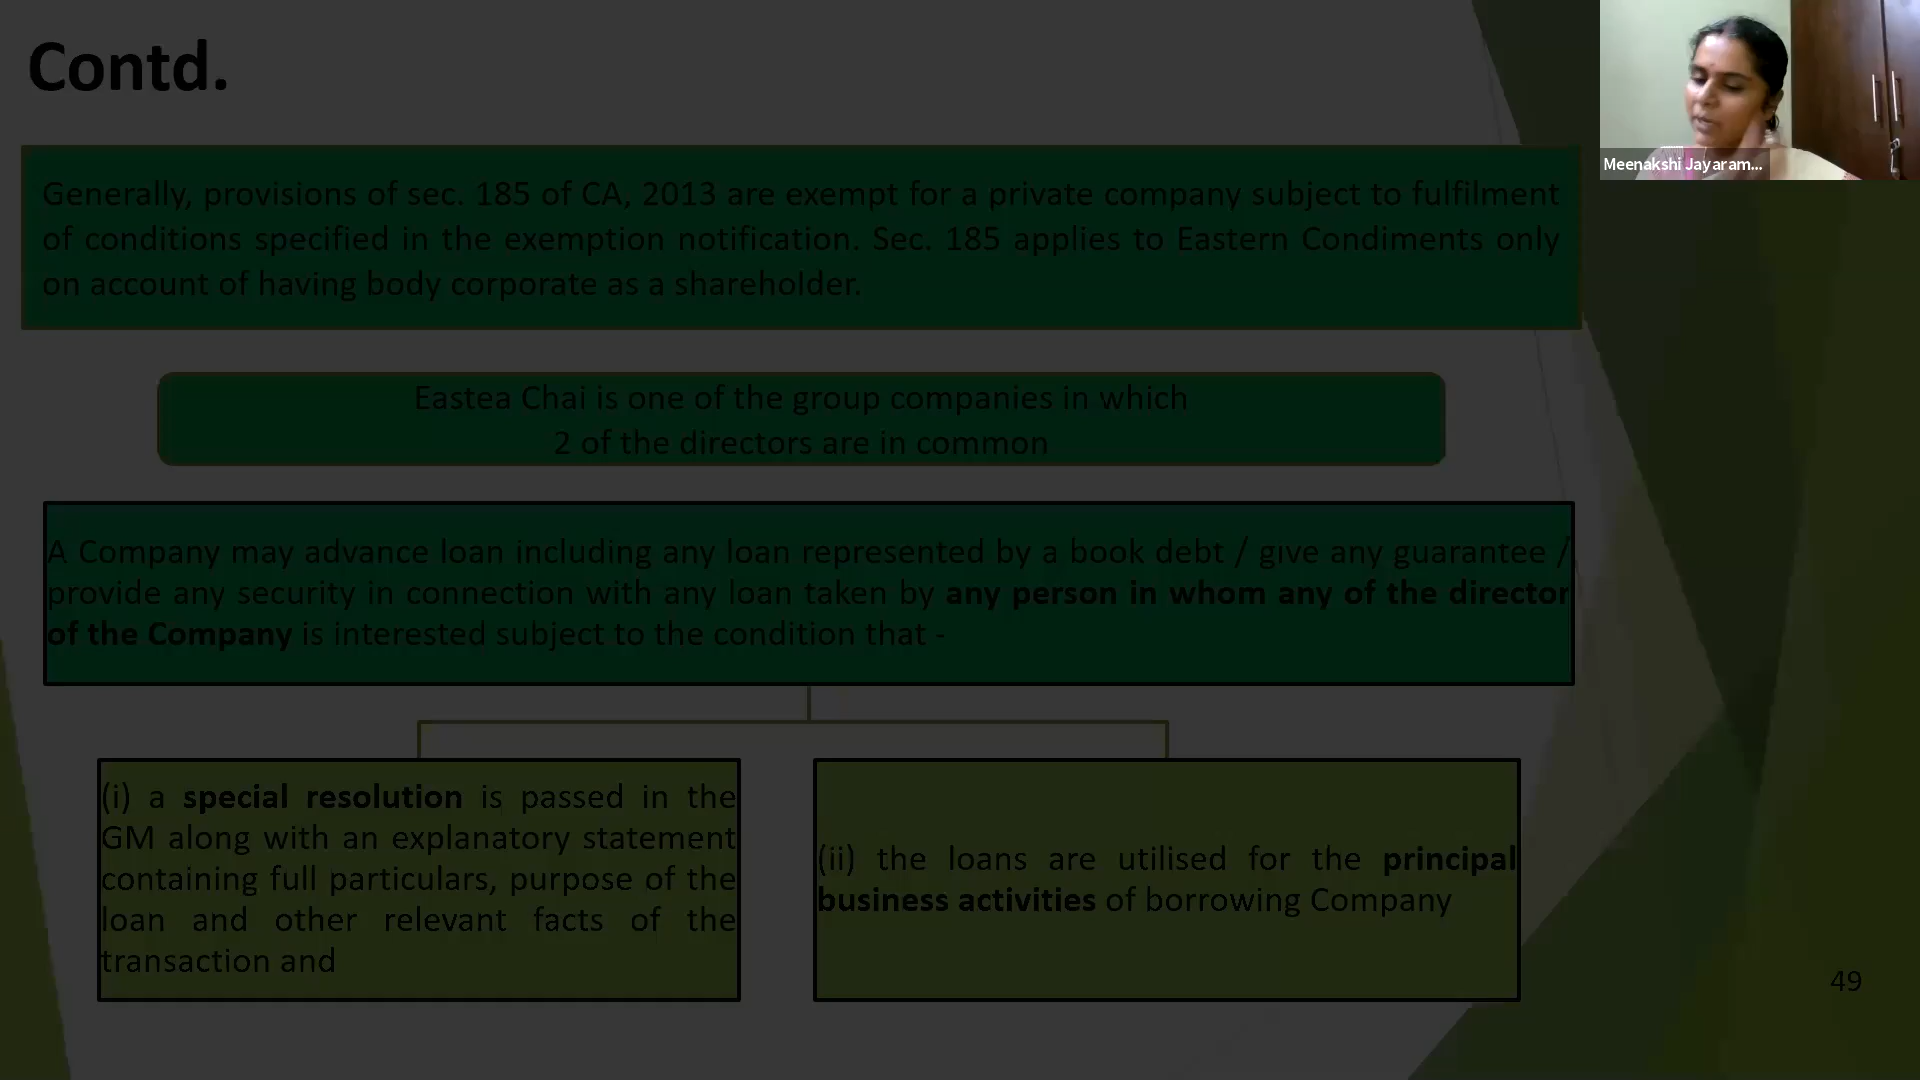 Contd.
Meenakshi Jayaram...
Generally, provisions of sec. 185 of CA, 2013 are exempt for a private company subject to fulfilment
of conditions specified in the exemption notification. Sec. 185 applies to Eastern Condiments only
on account of having body corporate as a shareholder.
Eastea Chai is one of the group companies in which
2 of the directors are in common
A Company may advance loan including any loan represented by a book debt / give any guarantee /
provide any security in connection with any loan taken by any person in whom any of the director
of the Company is interested subject to the condition that -
(i) a special resolution is passed in the
GM along with an explanatory statement
containing full particulars, purpose of the
loan and other relevant facts of the
transaction and
(ii) the loans are utilised for the principal
business activities of borrowing Company
49